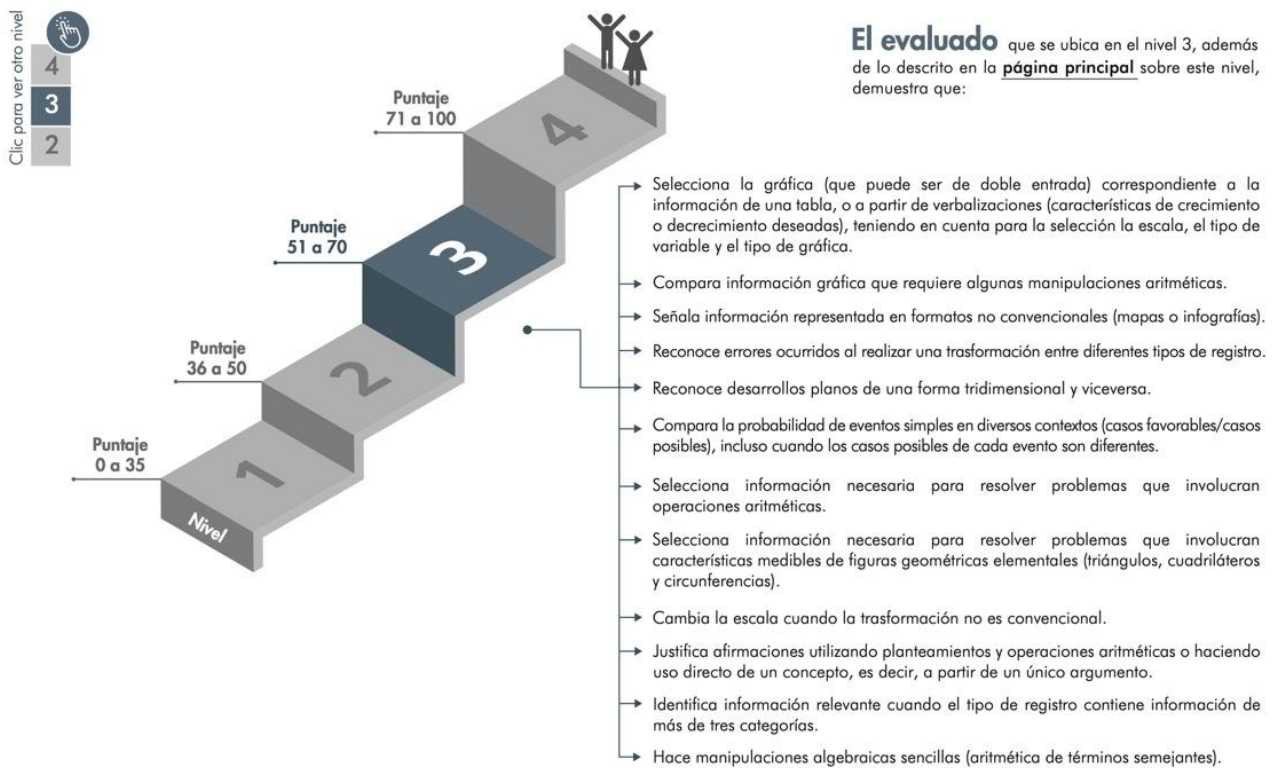 Clic para ver otro nivel
4
3
2
El evaluado que se ubica en el nivel 3, además
de lo descrito en la página principal sobre este nivel,
demuestra que:
Puntaje
71 a 100
4
Puntaje
51 a 70
3
Puntaje
36 a 50
2
Puntaje
0 a 35
1
Nivel
Selecciona la gráfica (que puede ser de doble entrada) correspondiente a la
información de una tabla, o a partir de verbalizaciones (características de crecimiento
o decrecimiento deseadas), teniendo en cuenta para la selección la escala, el tipo de
variable y el tipo de gráfica.
Compara información gráfica que requiere algunas manipulaciones aritméticas.
Señala información representada en formatos no convencionales (mapas o infografías).
Reconoce errores ocurridos al realizar una trasformación entre diferentes tipos de registro.
Reconoce desarrollos planos de una forma tridimensional y viceversa.
Compara la probabilidad de eventos simples en diversos contextos (casos favorables/casos
posibles), incluso cuando los casos posibles de cada evento son diferentes.
Selecciona información necesaria para resolver problemas que involucran
operaciones aritméticas.
Selecciona información necesaria para resolver problemas que involucran
características medibles de figuras geométricas elementales (triángulos, cuadriláteros
y circunferencias).
Cambia la escala cuando la trasformación no es convencional.
Justifica afirmaciones utilizando planteamientos y operaciones aritméticas o haciendo
uso directo de un concepto, es decir, a partir de un único argumento.
Identifica información relevante cuando el tipo de registro contiene información de
más de tres categorías.
Hace manipulaciones algebraicas sencillas (aritmética de términos semejantes).